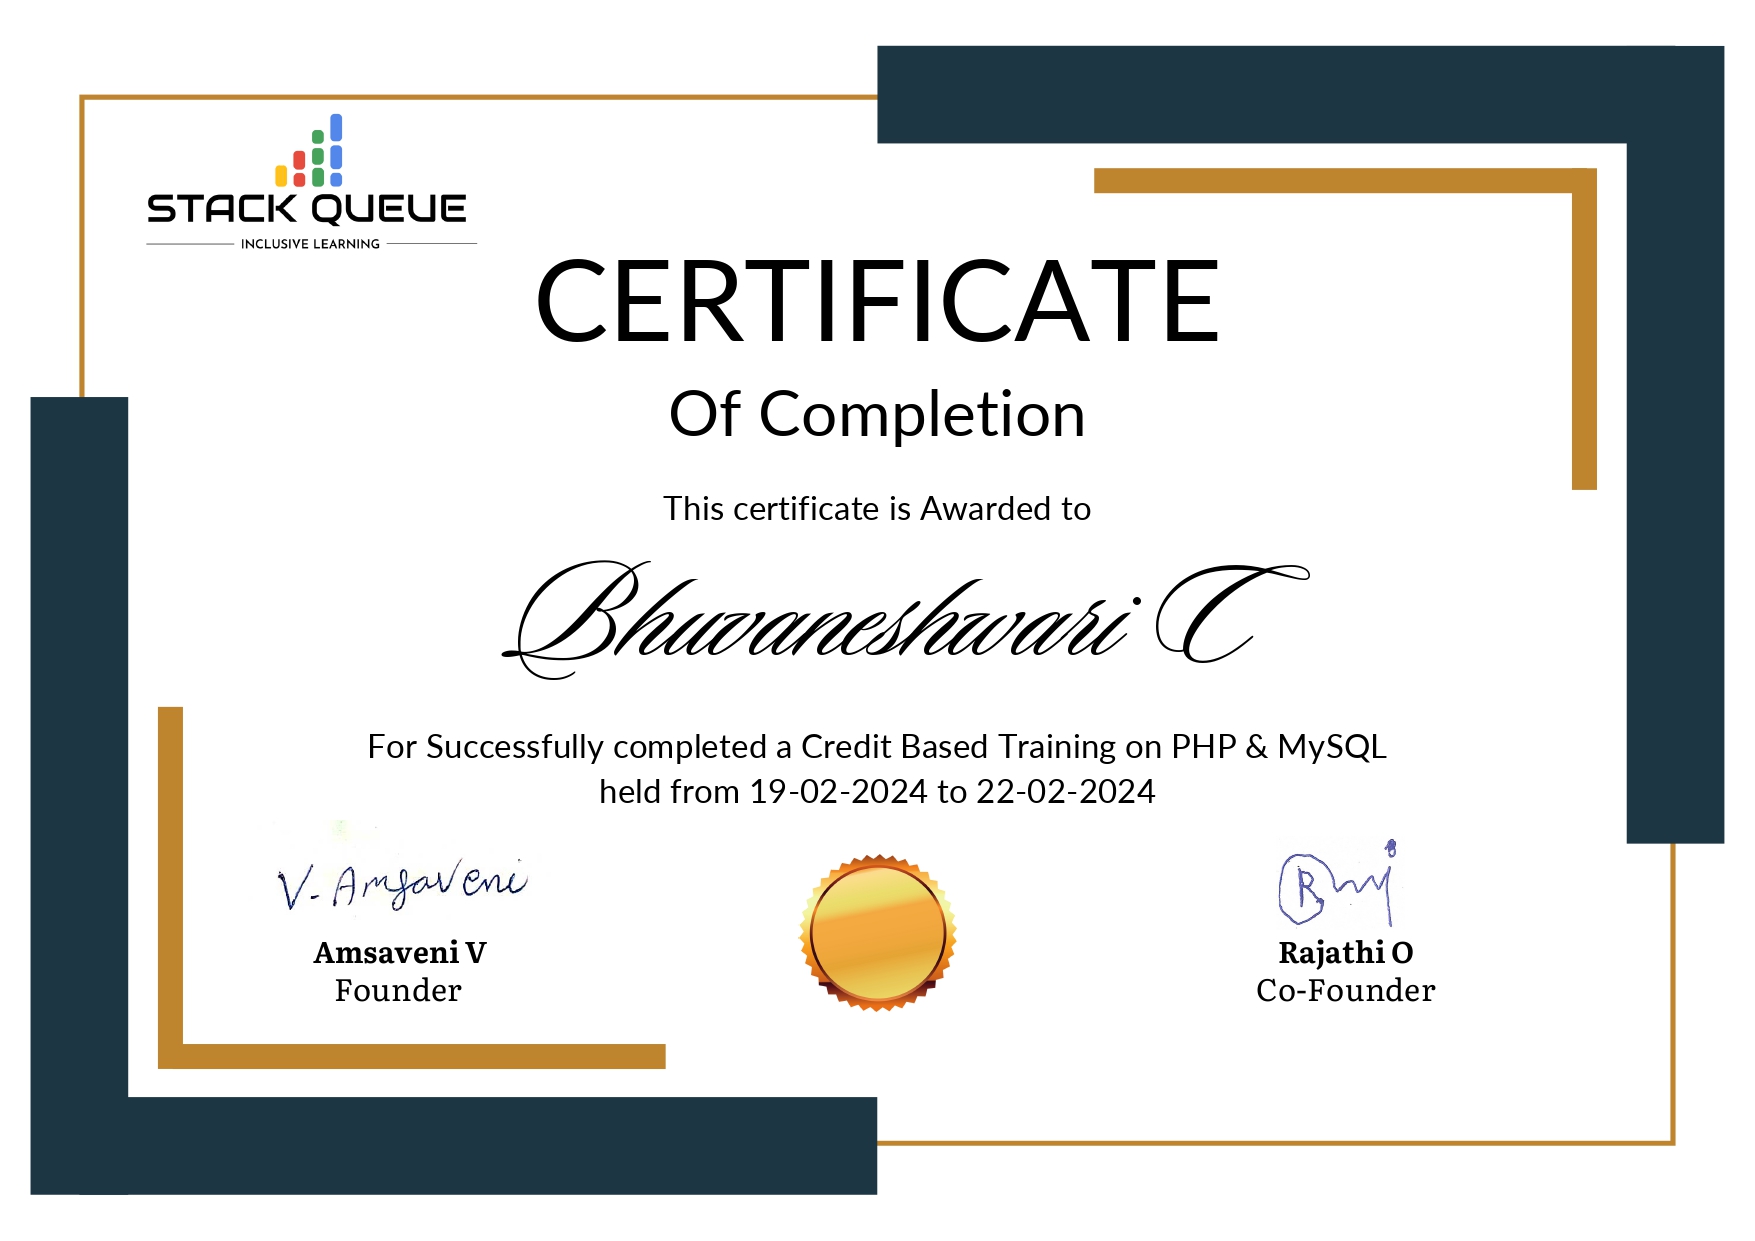 STACK QUEUE
INCLUSIVE LEARNING
CERTIFICATE
Of Completion
This certificate is Awarded to
Bhuvaneshwari C
For Successfully completed a Credit Based Training on PHP & MySQL
held from 19-02-2024 to 22-02-2024
V. Amsaveni
Amsaveni V
Founder
Rajathi O
Co-Founder